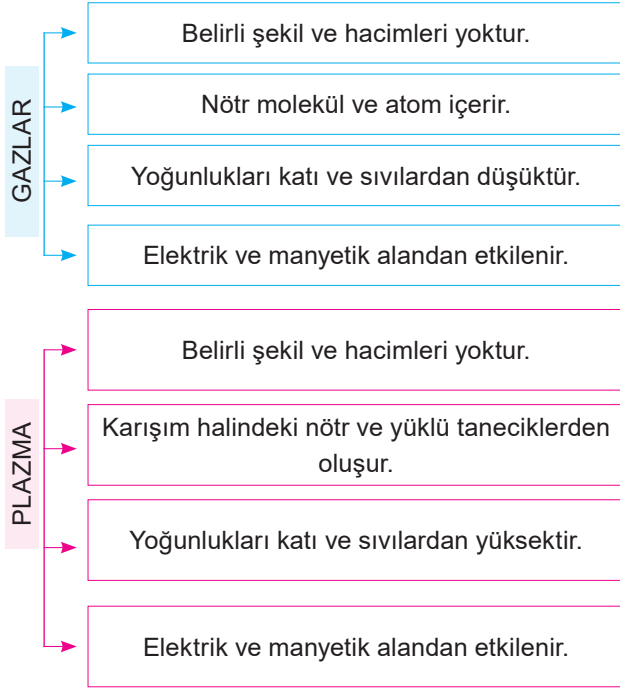 GAZLAR
Belirli şekil ve hacimleri yoktur.
Nötr molekül ve atom içerir.
Yoğunlukları katı ve sıvılardan düşüktür.
Elektrik ve manyetik alandan etkilenir.
PLAZMA
Belirli şekil ve hacimleri yoktur.
Karışım halindeki nötr ve yüklü taneciklerden
oluşur.
Yoğunlukları katı ve sıvılardan yüksektir.
Elektrik ve manyetik alandan etkilenir.